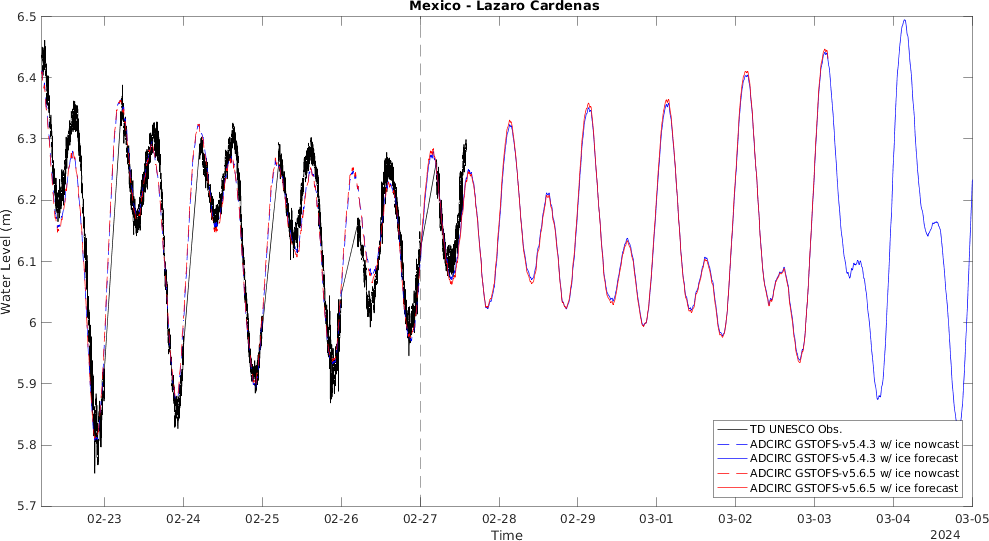 Mexico - Lazaro Cardenas
6.5
6.4
6.3
6.2
6.1
6
5.9
5.8
5.7
Water Level (m)
02-23 02-24 02-25 02-26 02-27 02-28 02-29 03-01 03-02 03-03 03-04 03-05
Time
2024
TD UNESCO Obs.
ADCIRC GSTOFS-v5.4.3 w/ ice nowcast
ADCIRC GSTOFS-v5.4.3 w/ ice forecast
ADCIRC GSTOFS-v5.6.5 w/ ice nowcast
ADCIRC GSTOFS-v5.6.5 w/ ice forecast